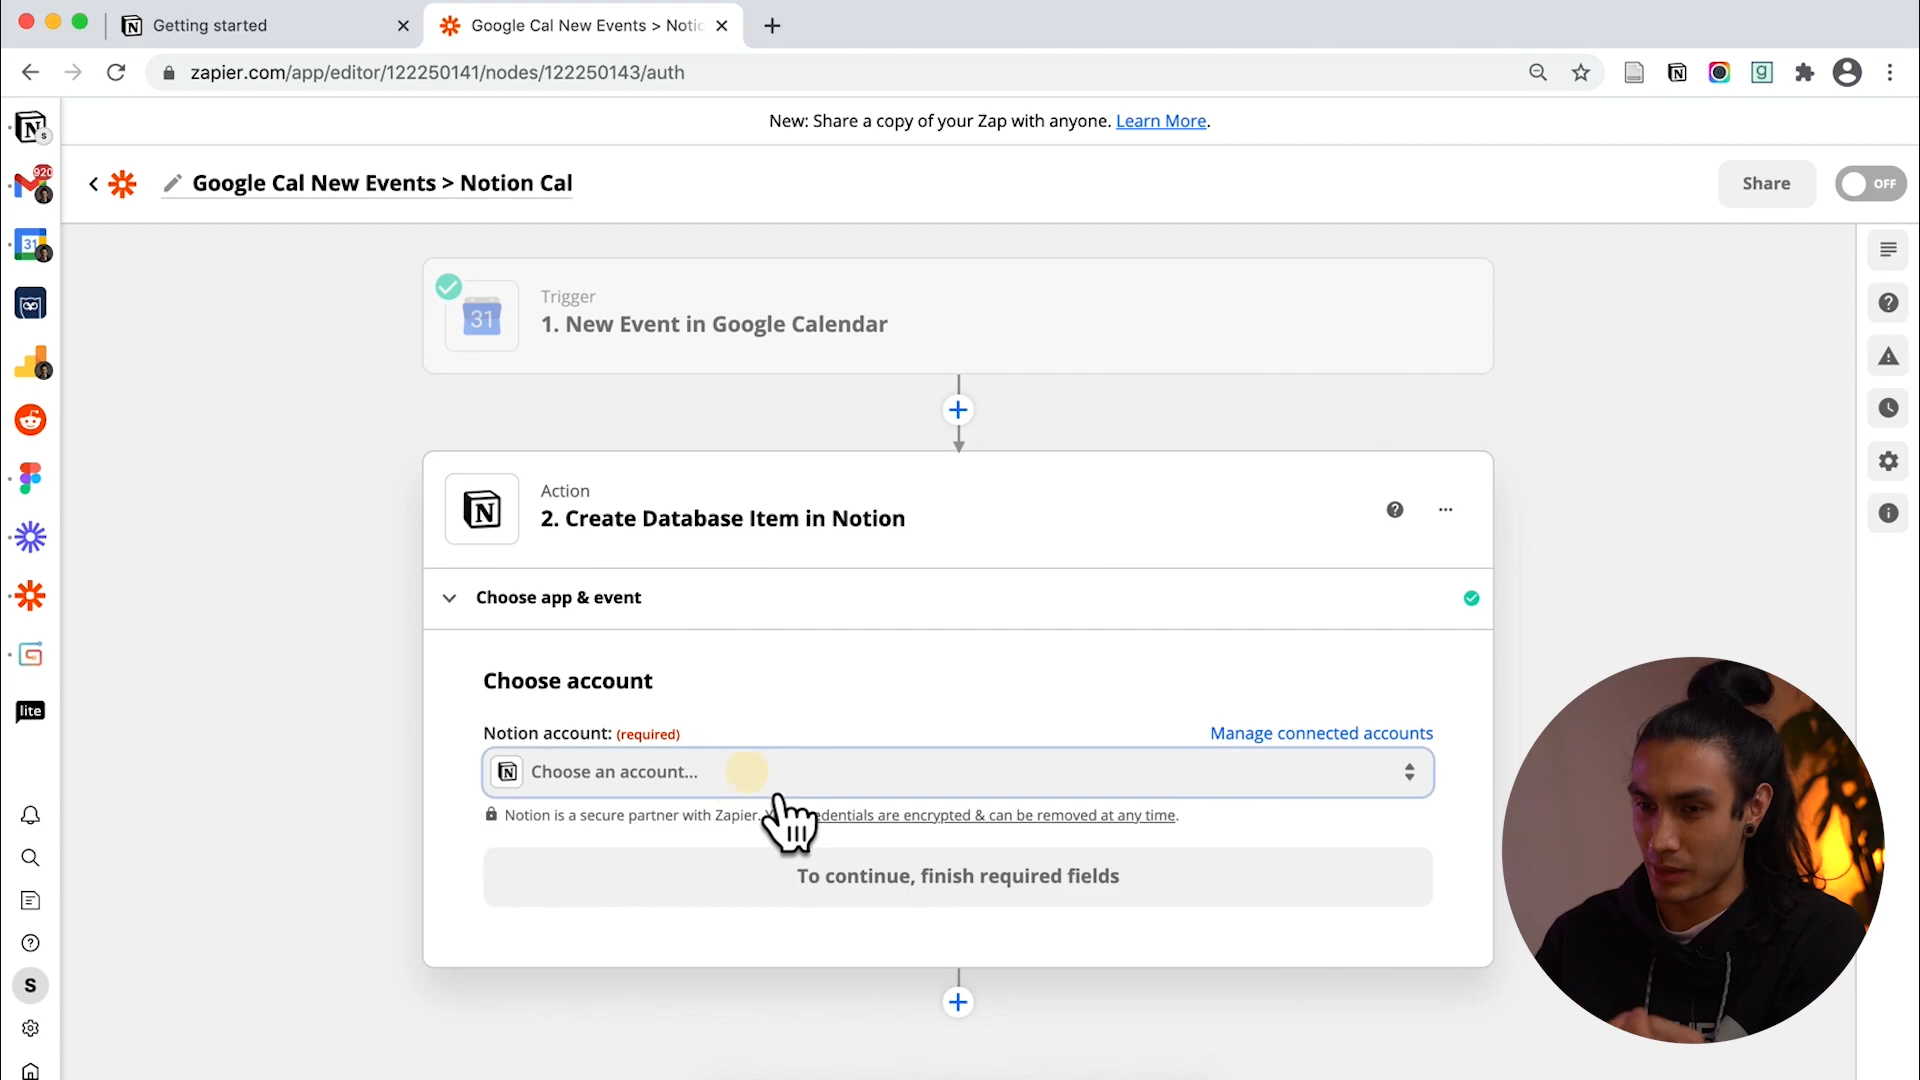 Getting started
Google Cal New Events > Notic
zapier.com/app/editor/122250141/nodes/122250143/auth
New: Share a copy of your Zap with anyone. Learn More.
Google Cal New Events > Notion Cal
Share
OFF
920
31
31
Trigger
1. New Event in Google Calendar
Action
2. Create Database Item in Notion
Choose app & event
Choose account
Notion account: (required)
Manage connected accounts
Choose an account...
Notion is a secure partner with Zapier. edentials are encrypted & can be removed at any time.
To continue, finish required fields
lite
S